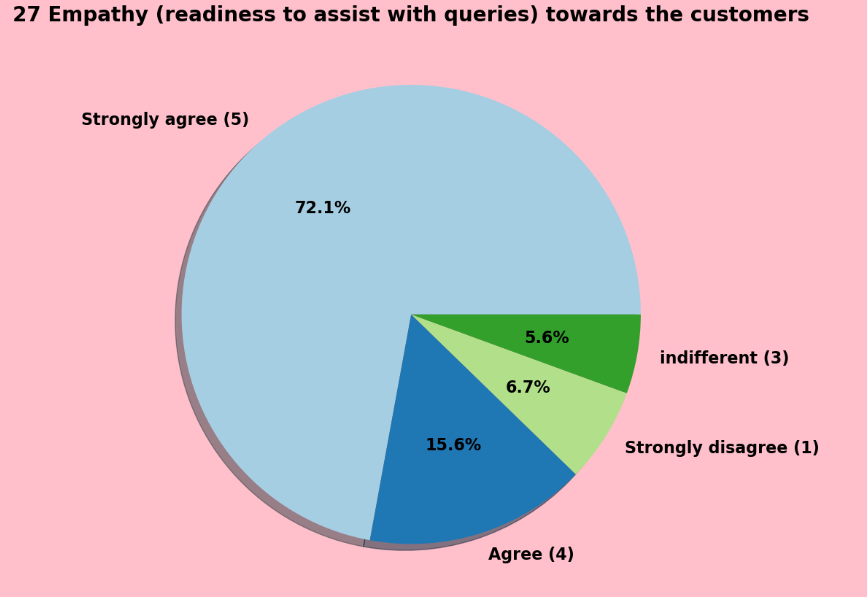 27 Empathy (readiness to assist with queries) towards the customers
Strongly agree (5)
72.1%
5.6%
indifferent (3)
6.7%
Strongly disagree (1)
15.6%
Agree (4)